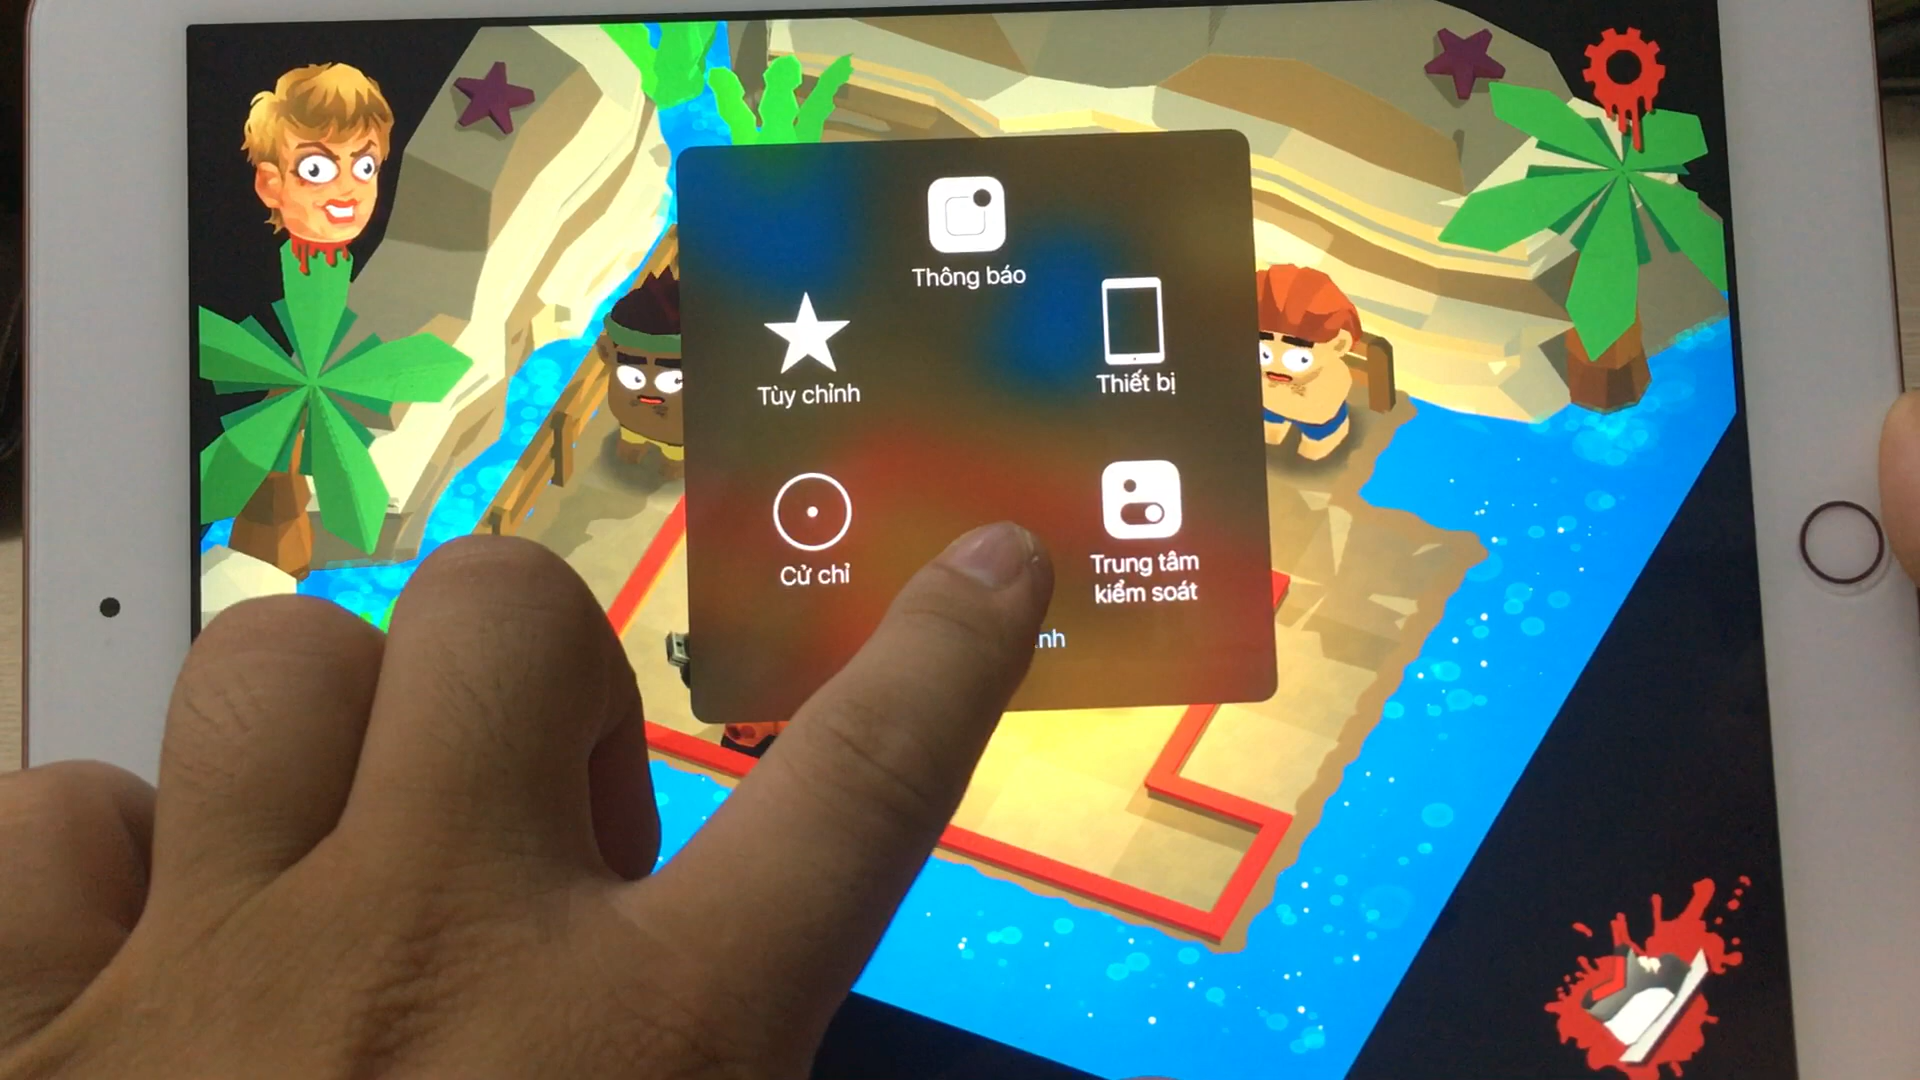 Thông báo
Tùy chỉnh
Thiết bị
Cử chỉ
Trung tâm
kiểm soát